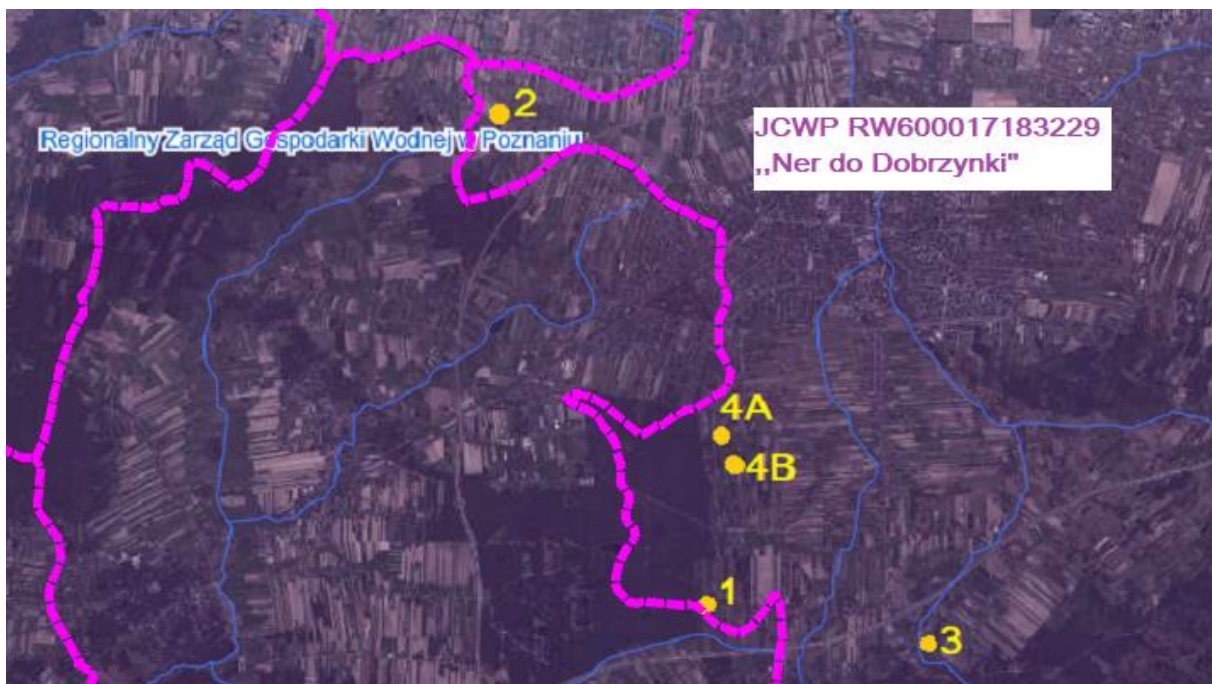 2
Regionalny Zarząd Gospodarki Wodnej w Poznaniu
JCWP RW600017183229
,,Ner do Dobrzynki"
4A
4B
1
3